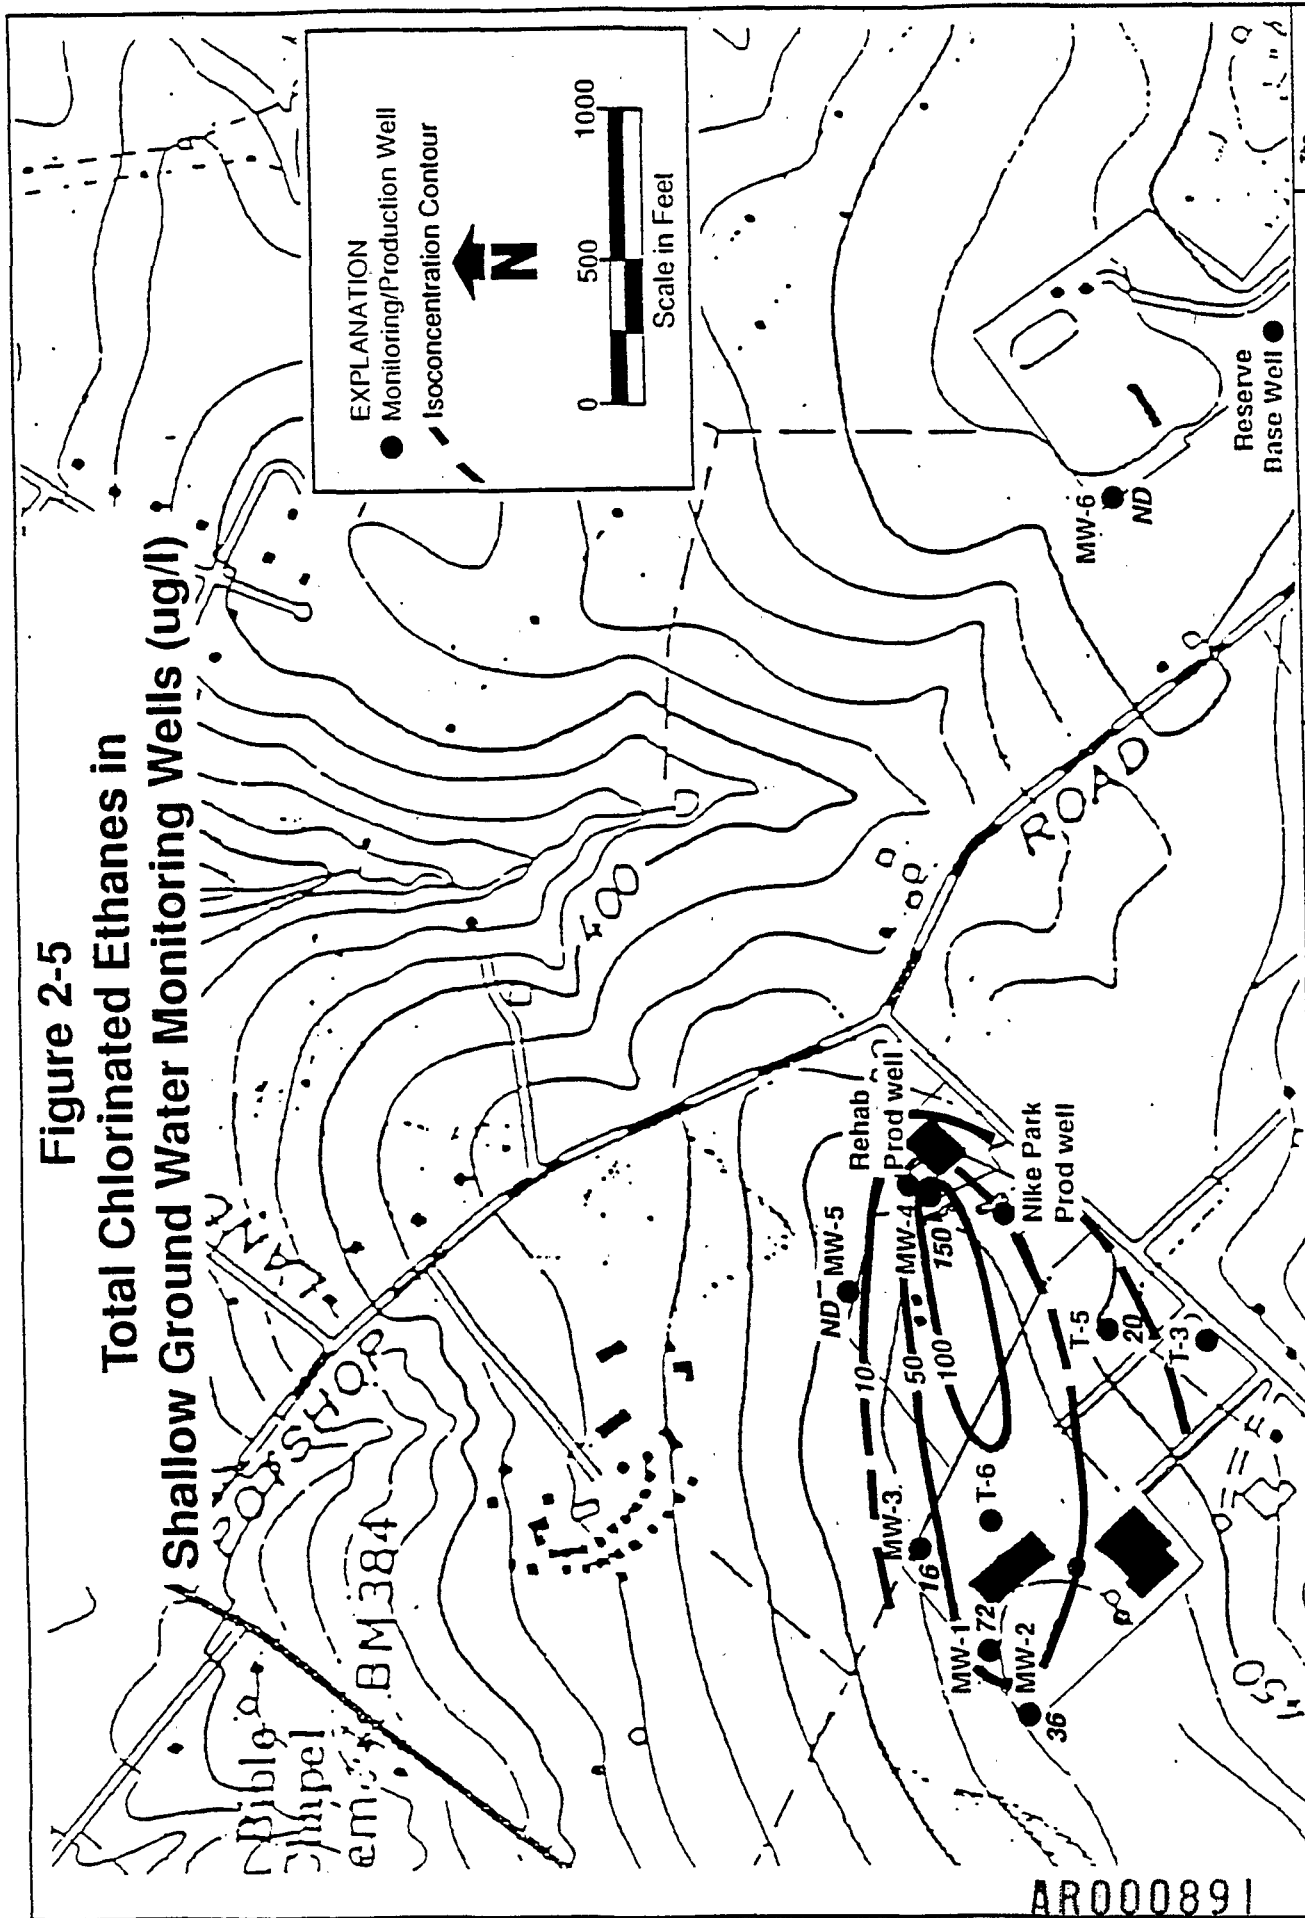 Figure 2-5
Total Chlorinated Ethanes in
Shallow Ground Water Monitoring Wells (ug/l)
EXPLANATION
Monitoring/Production Well
Isoconcentration Contour
N
0 500 1000
Scale in Feet
Bible
BM 384
400
ROAD
Rehab
Prod well
Nike Park
Prod well
MW-5
ND
MW-4
150
10
50
100
MW-3
16
T-6
T-5
20
T-3
MW-1
72
MW-2
36
MW-6
ND
Reserve
Base Well
AR000891